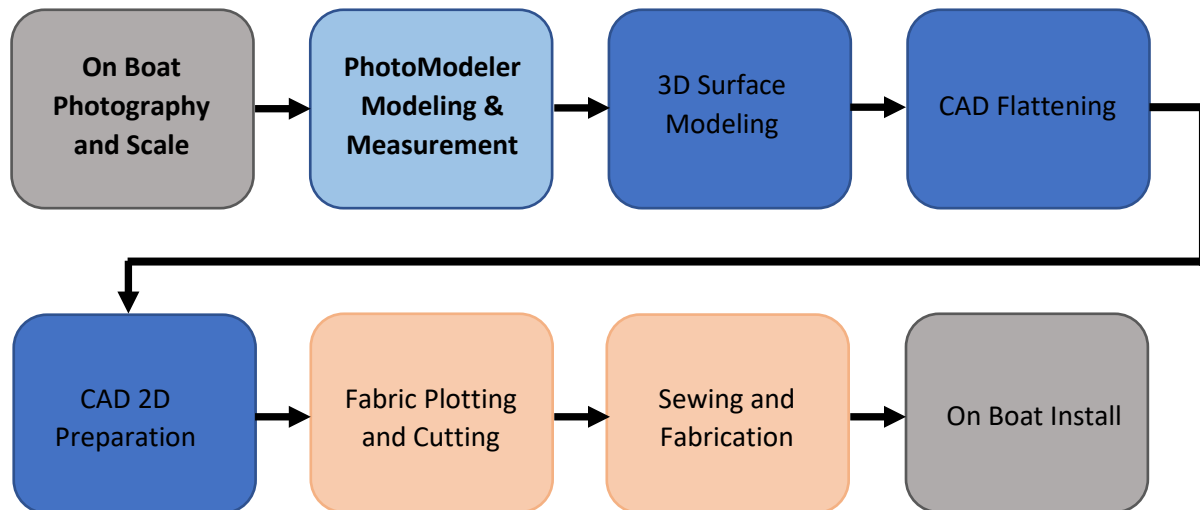 On Boat
Photography
and Scale
PhotoModeler
Modeling &
Measurement
3D Surface
Modeling
CAD Flattening
CAD 2D
Preparation
Fabric Plotting
and Cutting
Sewing and
Fabrication
On Boat Install